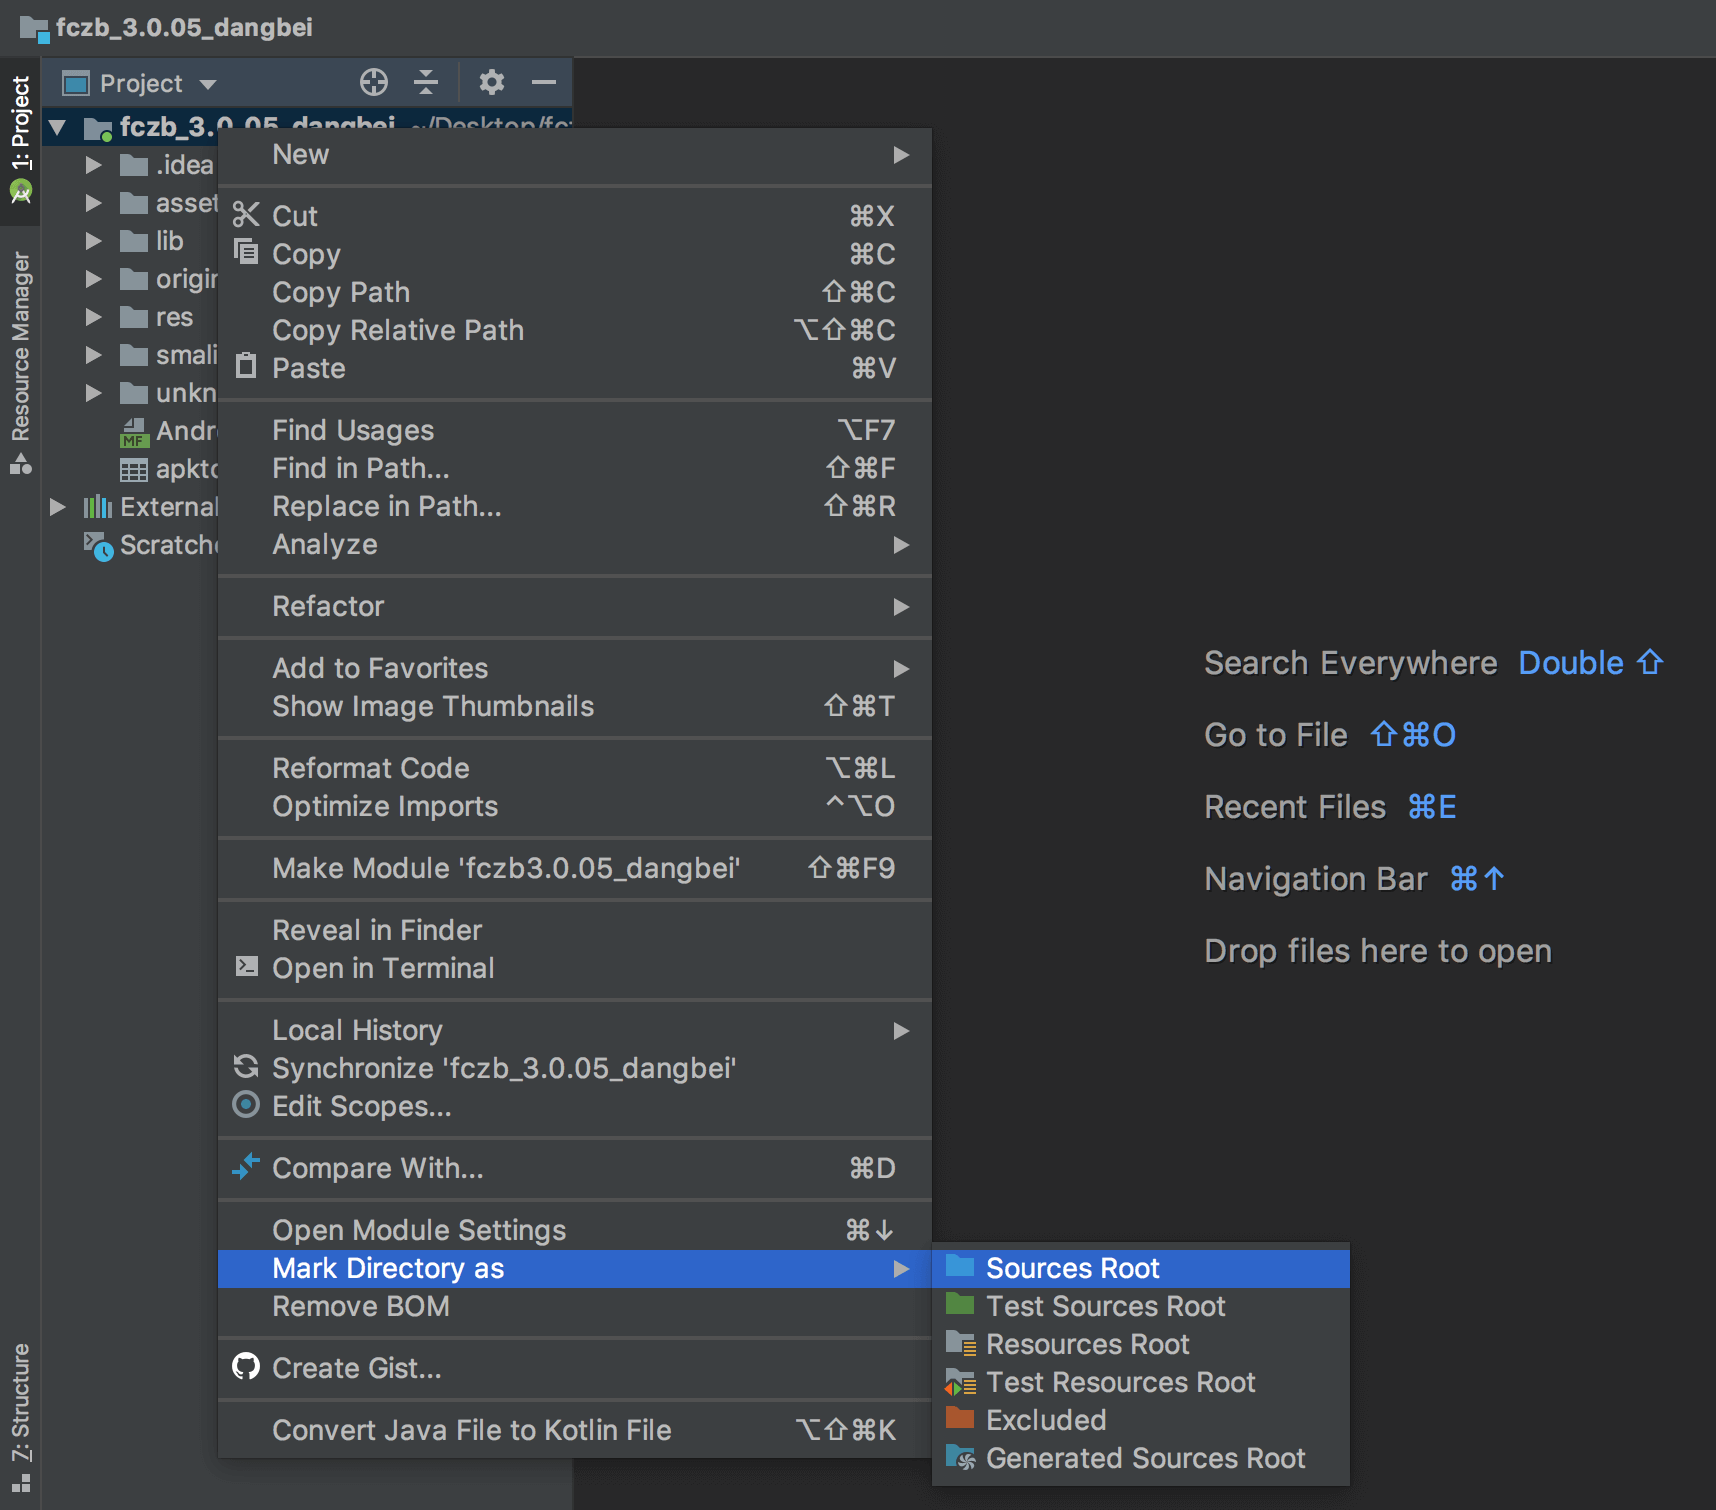 fczb_3.0.05_dangbei
1: Project
Resource Manager
7: Structure
Project
fczb_3.0.05_dangbei ~/Desktop/fc
.idea
asset
lib
origin
res
smali
unkn
Andr
apkto
External
Scratche
New
Cut ⌘X
Copy ⌘C
Copy Path ⇧⌘C
Copy Relative Path ⌥⇧⌘C
Paste ⌘V
Find Usages ⌥F7
Find in Path... ⇧⌘F
Replace in Path... ⇧⌘R
Analyze
Refactor
Add to Favorites
Show Image Thumbnails ⇧⌘T
Reformat Code ⌥⌘L
Optimize Imports ^⌥O
Make Module 'fczb3.0.05_dangbei' ⇧⌘F9
Reveal in Finder
Open in Terminal
Local History
Synchronize 'fczb_3.0.05_dangbei'
Edit Scopes...
Compare With... ⌘D
Open Module Settings ⌘↓
Mark Directory as
Remove BOM
Create Gist...
Convert Java File to Kotlin File ⌥⇧⌘K
Sources Root
Test Sources Root
Resources Root
Test Resources Root
Excluded
Generated Sources Root
Search Everywhere Double ⇧
Go to File ⇧⌘O
Recent Files ⌘E
Navigation Bar ⌘↑
Drop files here to open
MF